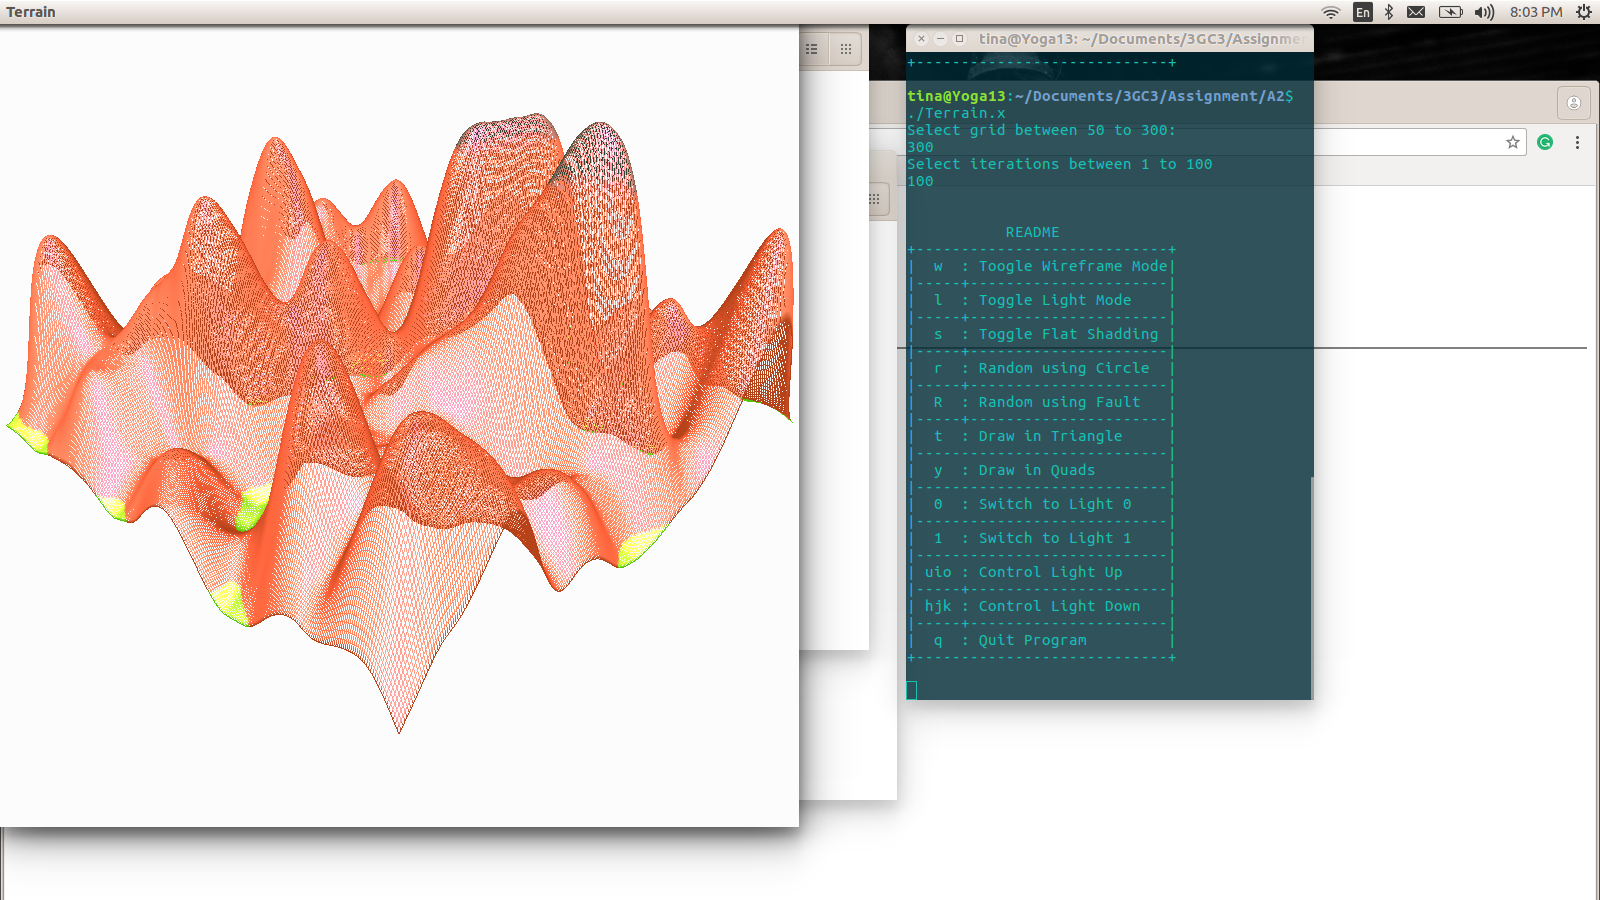 Terrain
En
8:03 PM
tina@Yoga13: ~/Documents/3GC3/Assignme
+----------------------------+
tina@Yoga13:~/Documents/3GC3/Assignment/A2$
./Terrain.x
Select grid between 50 to 300:
300
Select iterations between 1 to 100
100
README
+----------------------------+
|  w  : Toogle Wireframe Mode|
|-----+----------------------|
|  l  : Toggle Light Mode    |
|-----+----------------------|
|  s  : Toggle Flat Shadding |
|-----+----------------------|
|  r  : Random using Circle  |
|-----+----------------------|
|  R  : Random using Fault   |
|-----+----------------------|
|  t  : Draw in Triangle     |
|----------------------------|
|  y  : Draw in Quads        |
|----------------------------|
|  0  : Switch to Light 0    |
|----------------------------|
|  1  : Switch to Light 1    |
|----------------------------|
| uio : Control Light Up     |
|-----+----------------------|
| hjk : Control Light Down   |
|-----+----------------------|
|  q  : Quit Program         |
+----------------------------+